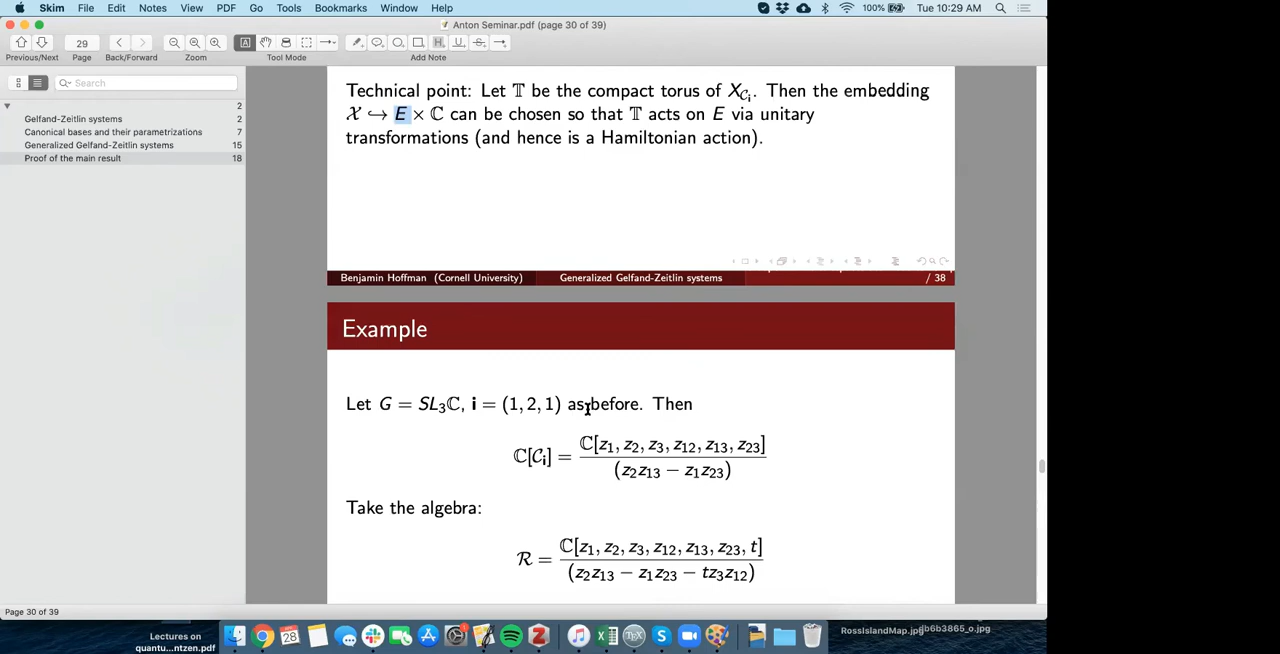 Skim File Edit View Go Tools PDF Bookmarks Window Help 100% Tue 10:29 AM
Anton Seminar.pdf (page 30 of 39)
29
Previous/Next Page Back/Forward Zoom Tool Mode Add Note
Search
2
Gelfand-Zeitlin systems 2
Canonical bases and their parametrizations 7
Generalized Gelfand-Zeitlin systems 15
Proof of the main result 18
Technical point: Let 𝕋 be the compact torus of X_{𝒞_i}. Then the embedding
𝒳 ↪ E × ℂ can be chosen so that 𝕋 acts on E via unitary
transformations (and hence is a Hamiltonian action).
Benjamin Hoffman (Cornell University) Generalized Gelfand-Zeitlin systems / 38
Example
Let G = SL₃ℂ, i = (1, 2, 1) as before. Then
ℂ[𝒞_i] = ℂ[z₁, z₂, z₃, z₁₂, z₁₃, z₂₃]
(z₂z₁₃ − z₁z₂₃)
Take the algebra:
ℛ = ℂ[z₁, z₂, z₃, z₁₂, z₁₃, z₂₃, t]
(z₂z₁₃ − z₁z₂₃ − tz₃z₁₂)
Page 30 of 39
Lectures on
quantu...ntzen.pdf
RossIslandMap.jpg